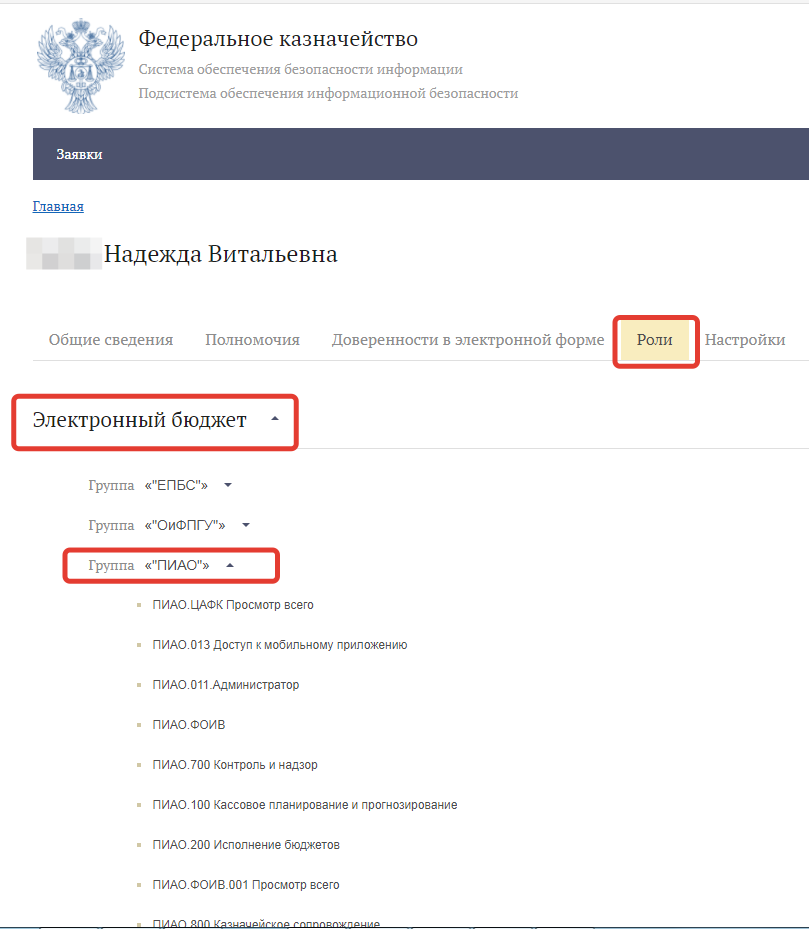 Федеральное казначейство
Система обеспечения безопасности информации
Подсистема обеспечения информационной безопасности
Заявки
Главная
Надежда Витальевна
Общие сведения Полномочия Доверенности в электронной форме Роли Настройки
Электронный бюджет
Группа «"ЕПБС"»
Группа «"ОиФПГУ"»
Группа «"ПИАО"»
ПИАО.ЦАФК Просмотр всего
ПИАО.013 Доступ к мобильному приложению
ПИАО.011.Администратор
ПИАО.ФОИВ
ПИАО.700 Контроль и надзор
ПИАО.100 Кассовое планирование и прогнозирование
ПИАО.200 Исполнение бюджетов
ПИАО.ФОИВ.001 Просмотр всего
ПИАО.800 Казначейское сопровождение